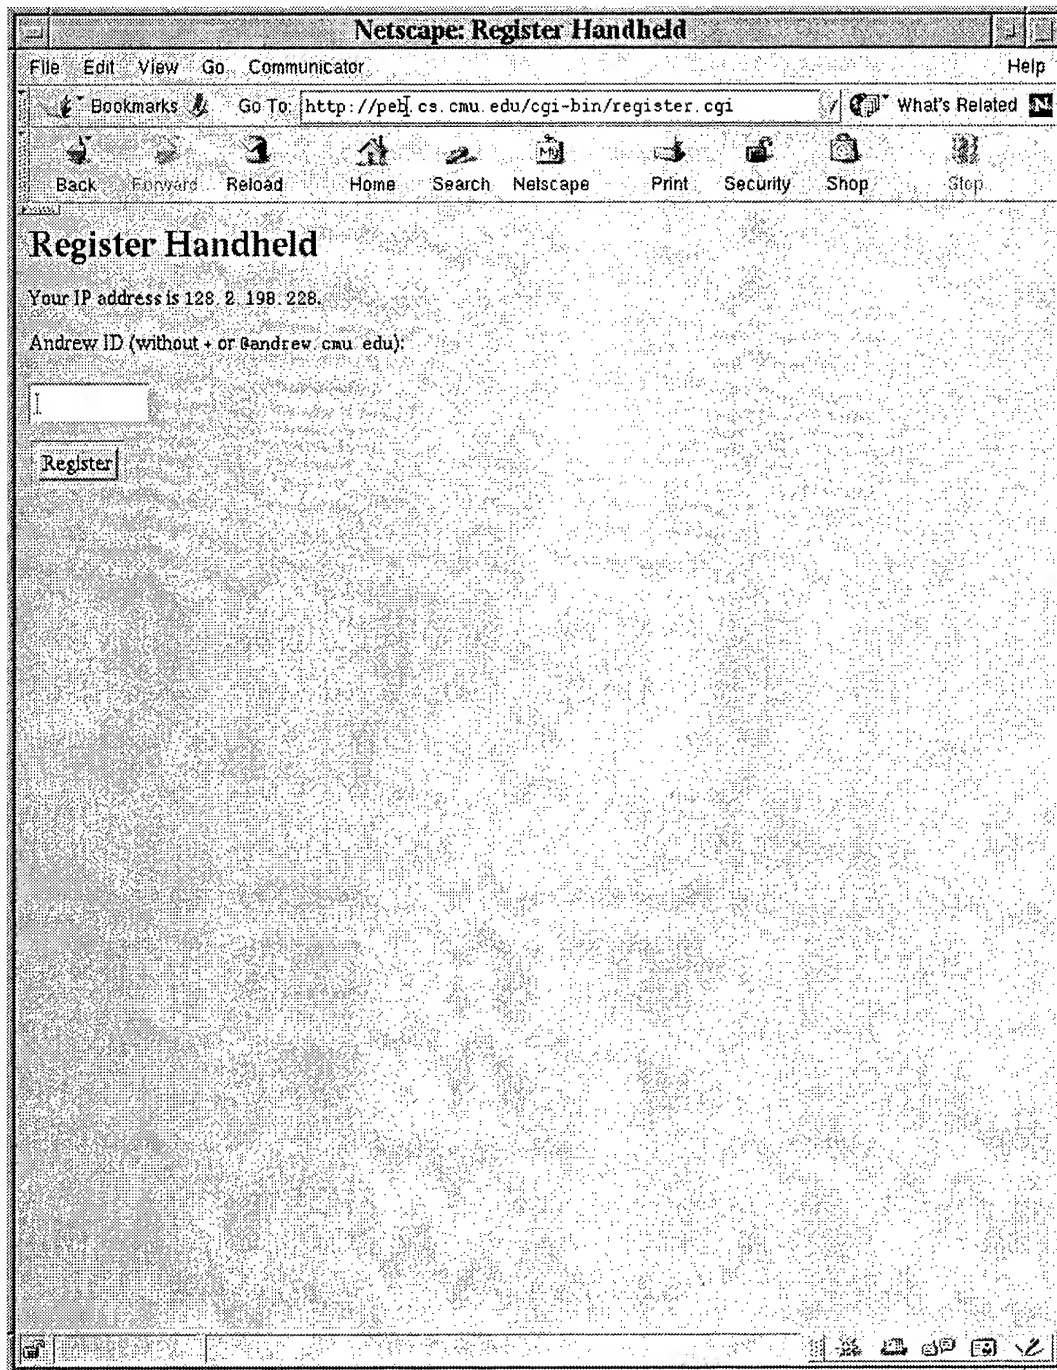 Netscape: Register Handheld
File Edit View Go Communicator Help
Bookmarks Go To: http://peb.cs.cmu.edu/cgi-bin/register.cgi What's Related N
Back Forward Reload Home Search My Netscape Print Security Shop Stop
Register Handheld
Your IP address is 128.2.198.228.
Andrew ID (without + or @andrew.cmu.edu):
Register